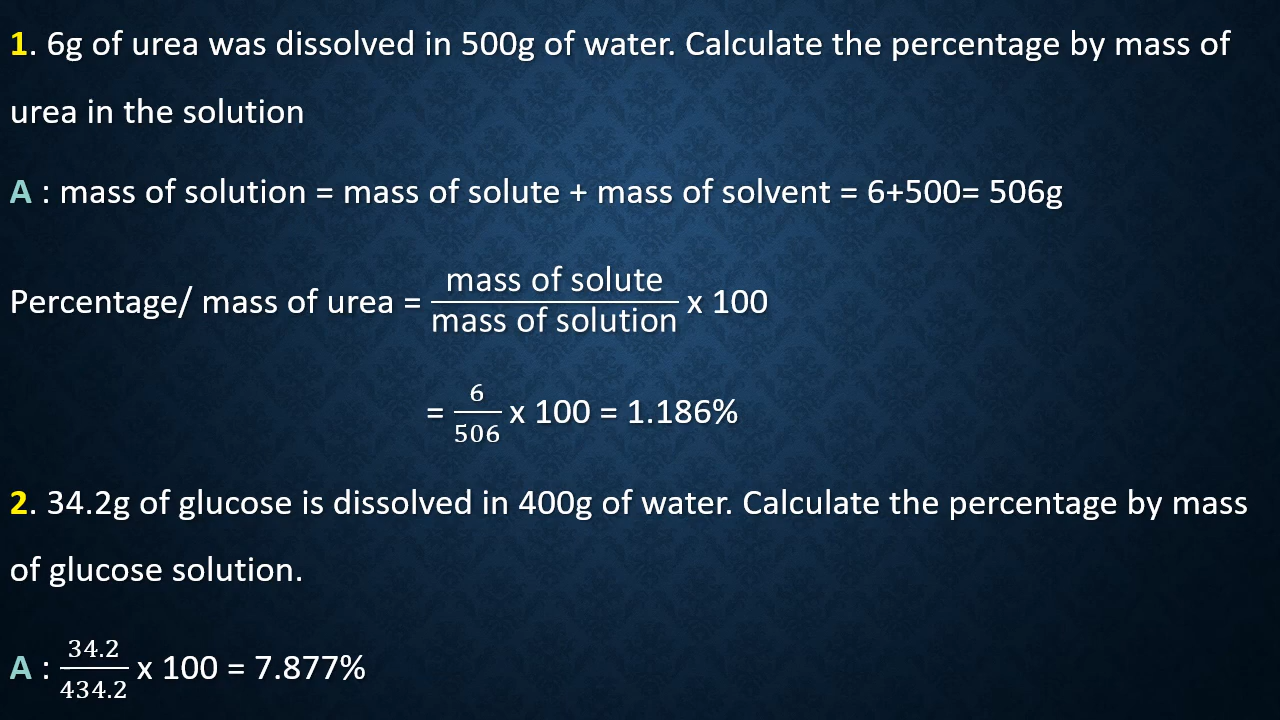 1. 6g of urea was dissolved in 500g of water. Calculate the percentage by mass of
urea in the solution
A : mass of solution = mass of solute + mass of solvent = 6+500= 506g
Percentage/ mass of urea = mass of solute / mass of solution x 100
= 6/506 x 100 = 1.186%
2. 34.2g of glucose is dissolved in 400g of water. Calculate the percentage by mass
of glucose solution.
A : 34.2/434.2 x 100 = 7.877%